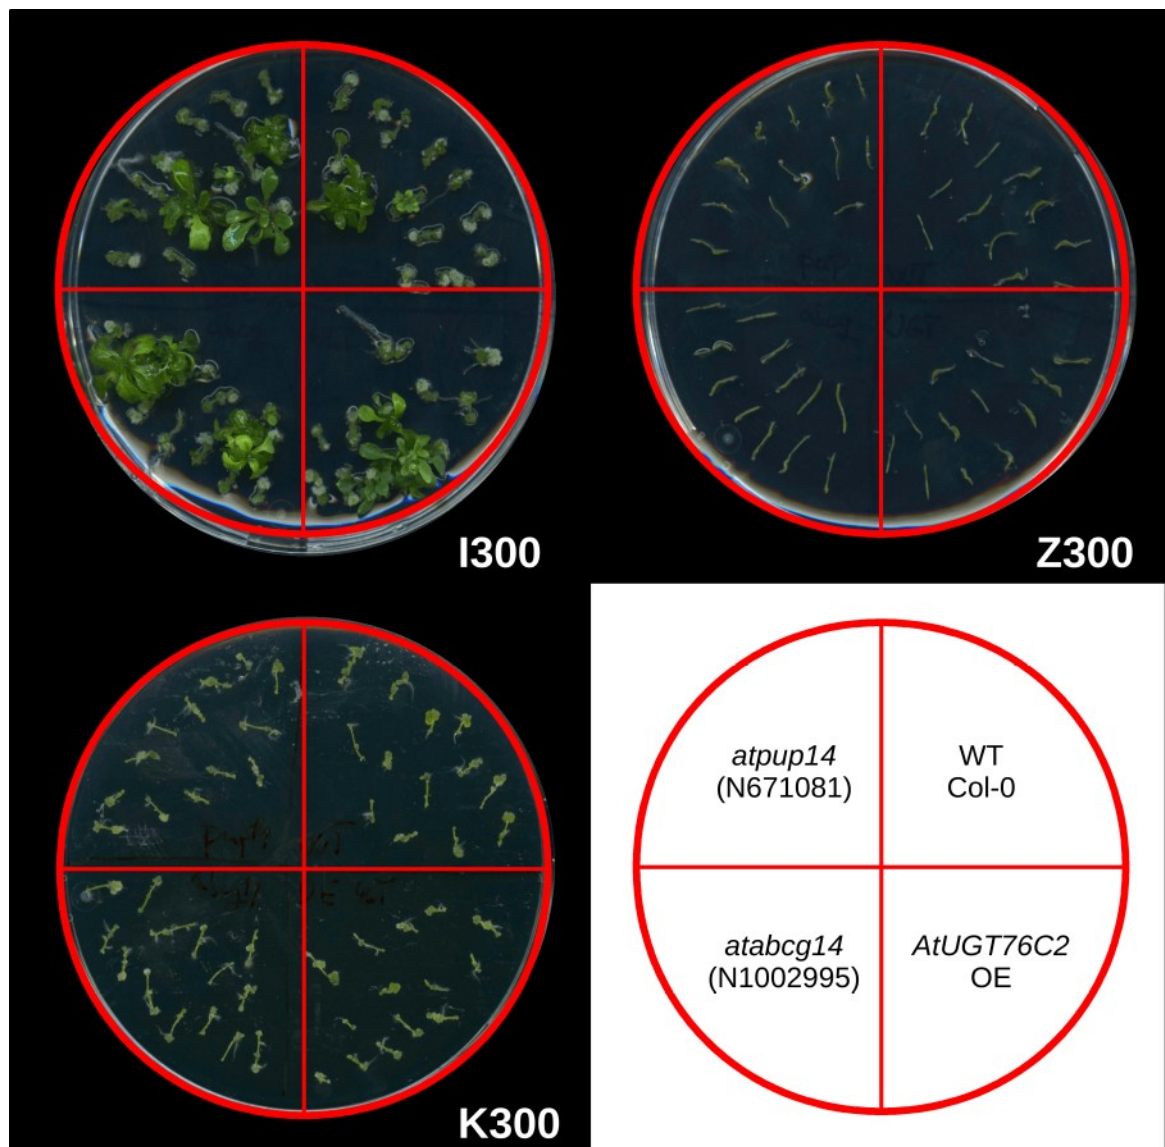 I300
Z300
K300
atpup14
(N671081)
WT
Col-0
atabcg14
(N1002995)
AtUGT76C2
OE